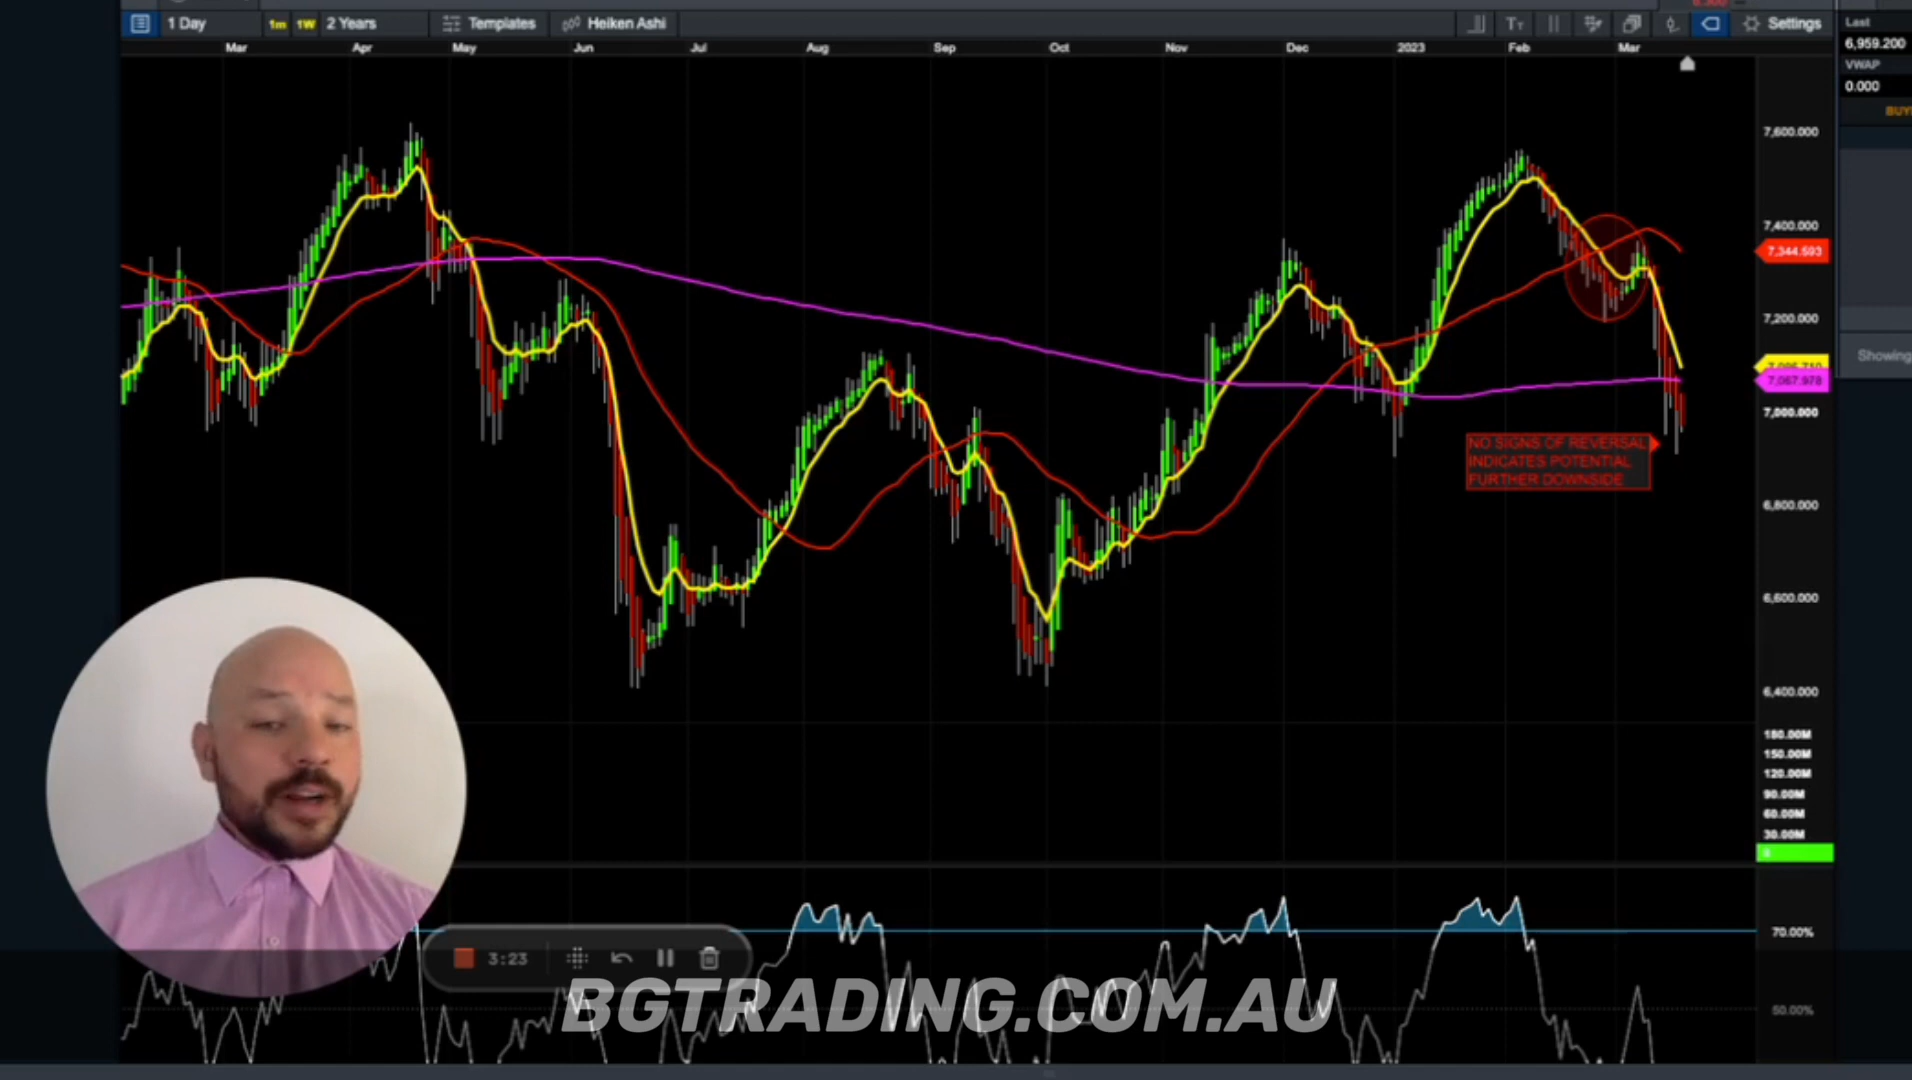 1 Day
1m
1W
2 Years
Templates
Heiken Ashi
Settings
Last
6,959.200
VWAP
0.000
BUY
Showing
Mar
Apr
May
Jun
Jul
Aug
Sep
Oct
Nov
Dec
2023
Feb
Mar
7,600.000
7,400.000
7,344.593
7,200.000
7,067.978
7,000.000
6,800.000
6,600.000
6,400.000
NO SIGNS OF REVERSAL
INDICATES POTENTIAL
FURTHER DOWNSIDE
180.00M
150.00M
120.00M
90.00M
60.00M
30.00M
70.00%
50.00%
3:23
BGTRADING.COM.AU